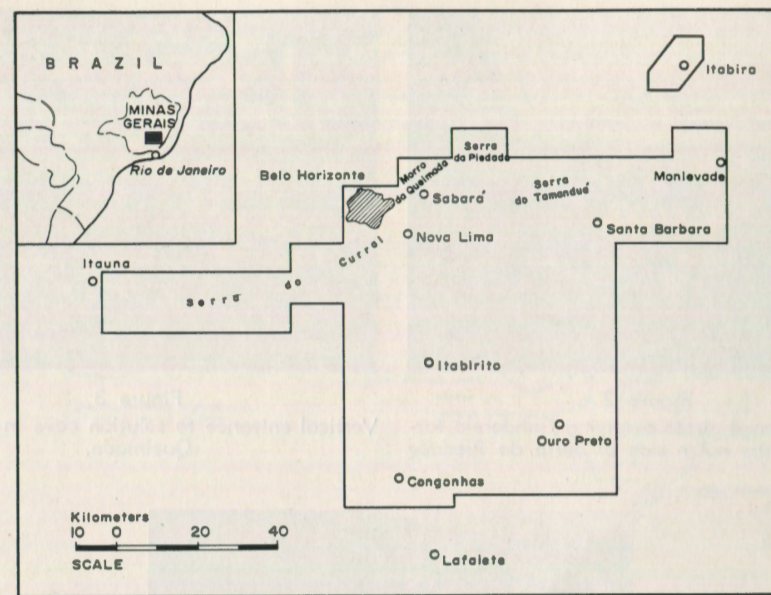 BRAZIL
MINAS
GERAIS
Rio de Janeiro
Itabira
Belo Horizonte
Morro
da Queimada
Serra
da Piedade
Monlevade
Sabará
Serra
do Tamanduá
Santa Barbara
Nova Lima
Curral
do
Serra
Itauna
Itabirito
Ouro Preto
Congonhas
Kilometers
10 0 20 40
SCALE
Lafaiete